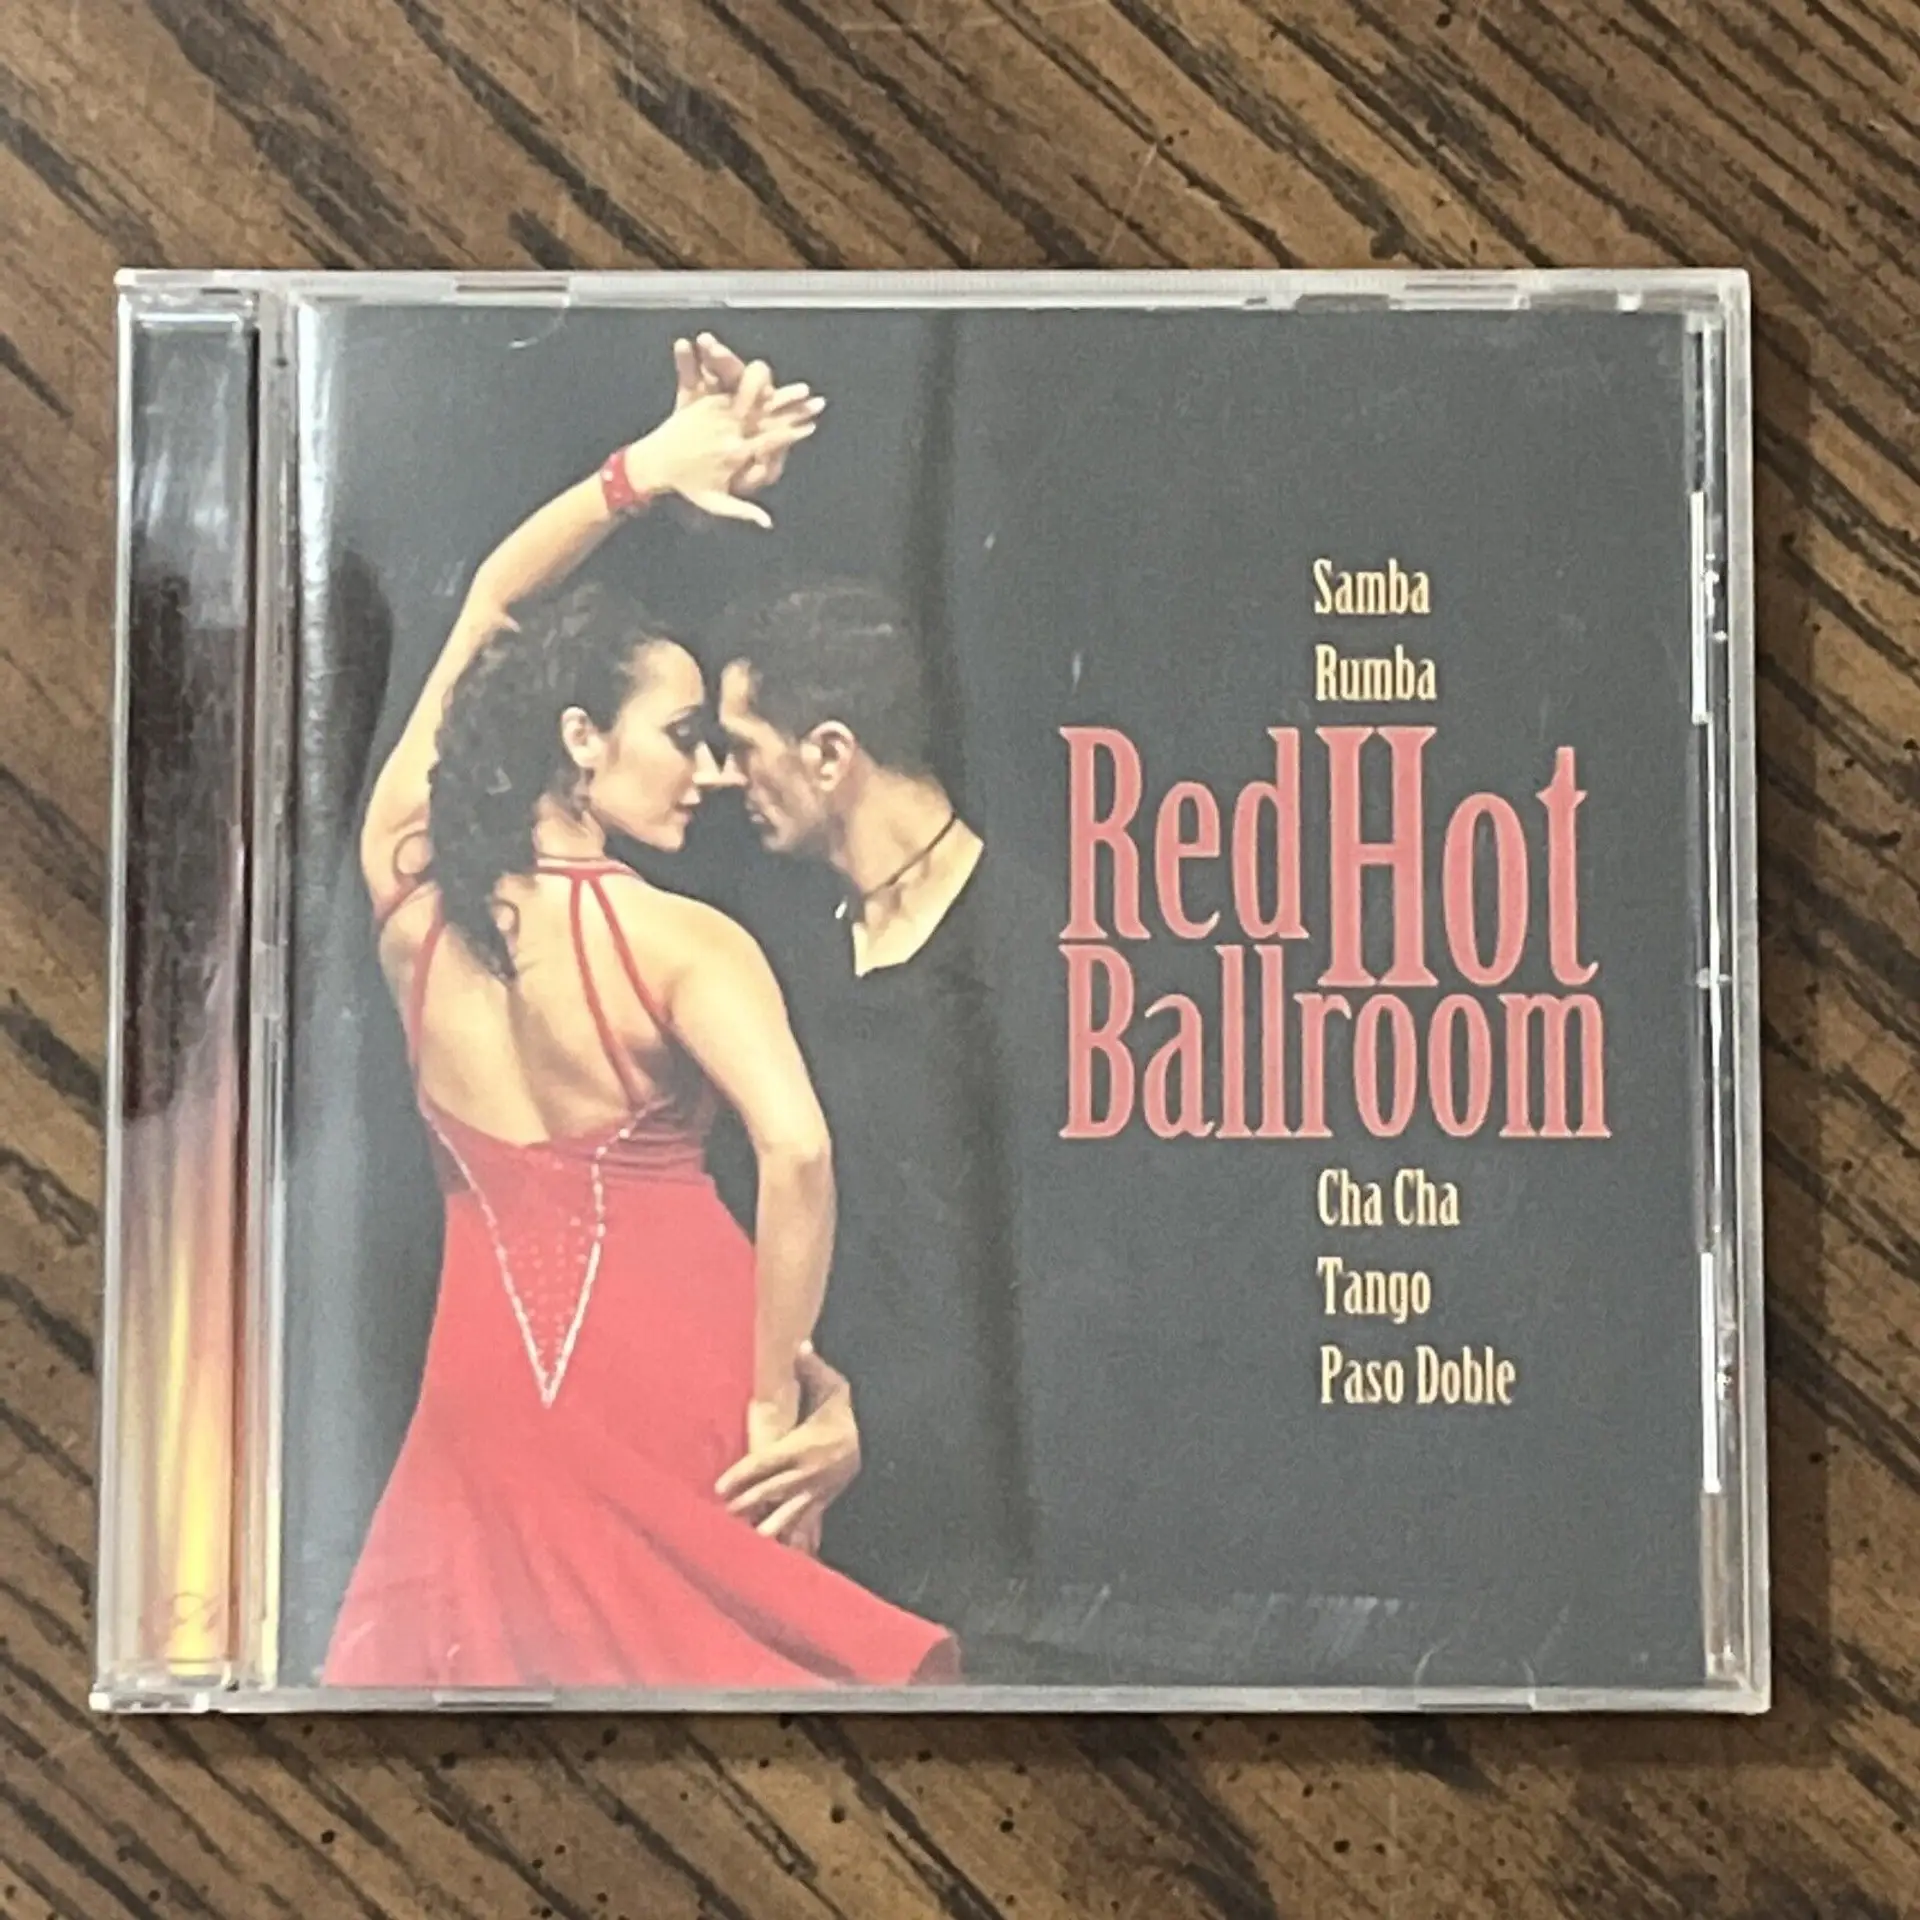 Samba
Rumba
Red Hot
Ballroom
Cha Cha
Tango
Paso Doble